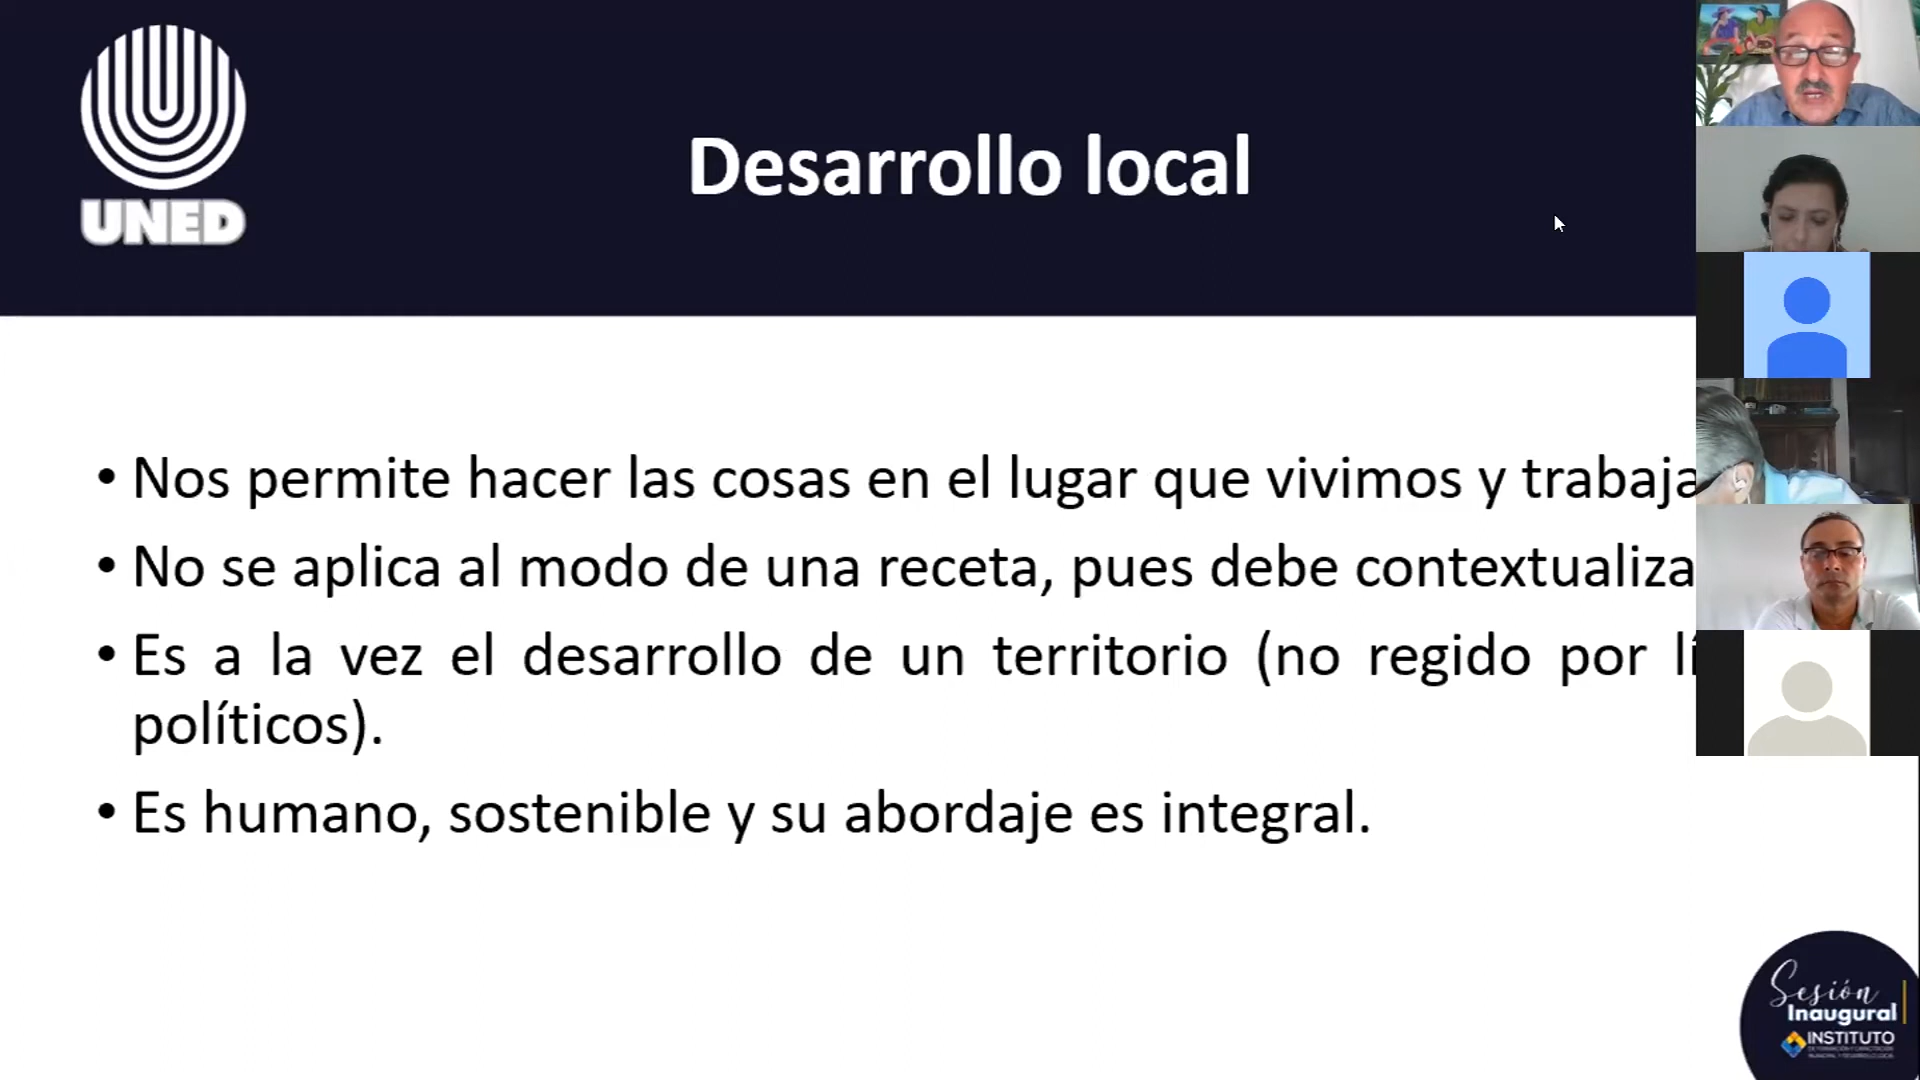 UNED
Desarrollo local
• Nos permite hacer las cosas en el lugar que vivimos y trabaja
• No se aplica al modo de una receta, pues debe contextualiza
• Es a la vez el desarrollo de un territorio (no regido por lí
políticos).
• Es humano, sostenible y su abordaje es integral.
Sesión
Inaugural
INSTITUTO